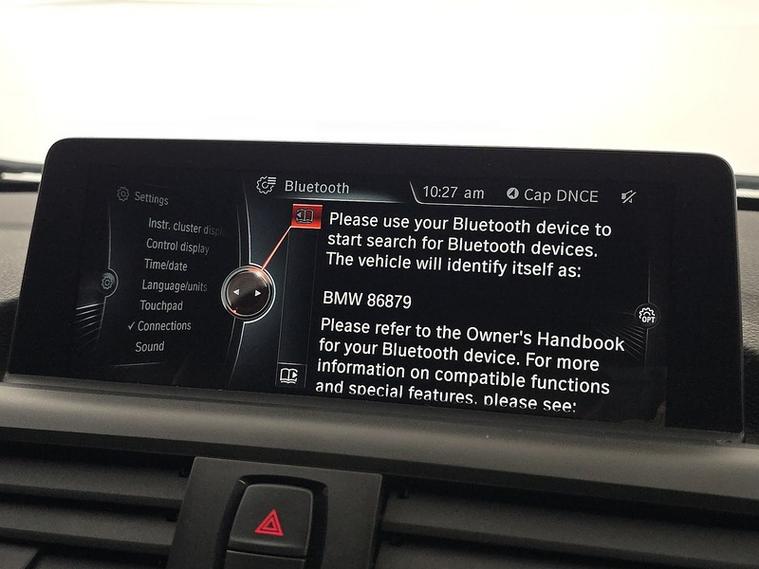 Settings
Instr. cluster displ
Control display
Time/date
Language/units
Touchpad
✓ Connections
Sound
Bluetooth
10:27 am
Cap DNCE
Please use your Bluetooth device to
start search for Bluetooth devices.
The vehicle will identify itself as:
BMW 86879
Please refer to the Owner's Handbook
for your Bluetooth device. For more
information on compatible functions
and special features, please see:
OPT